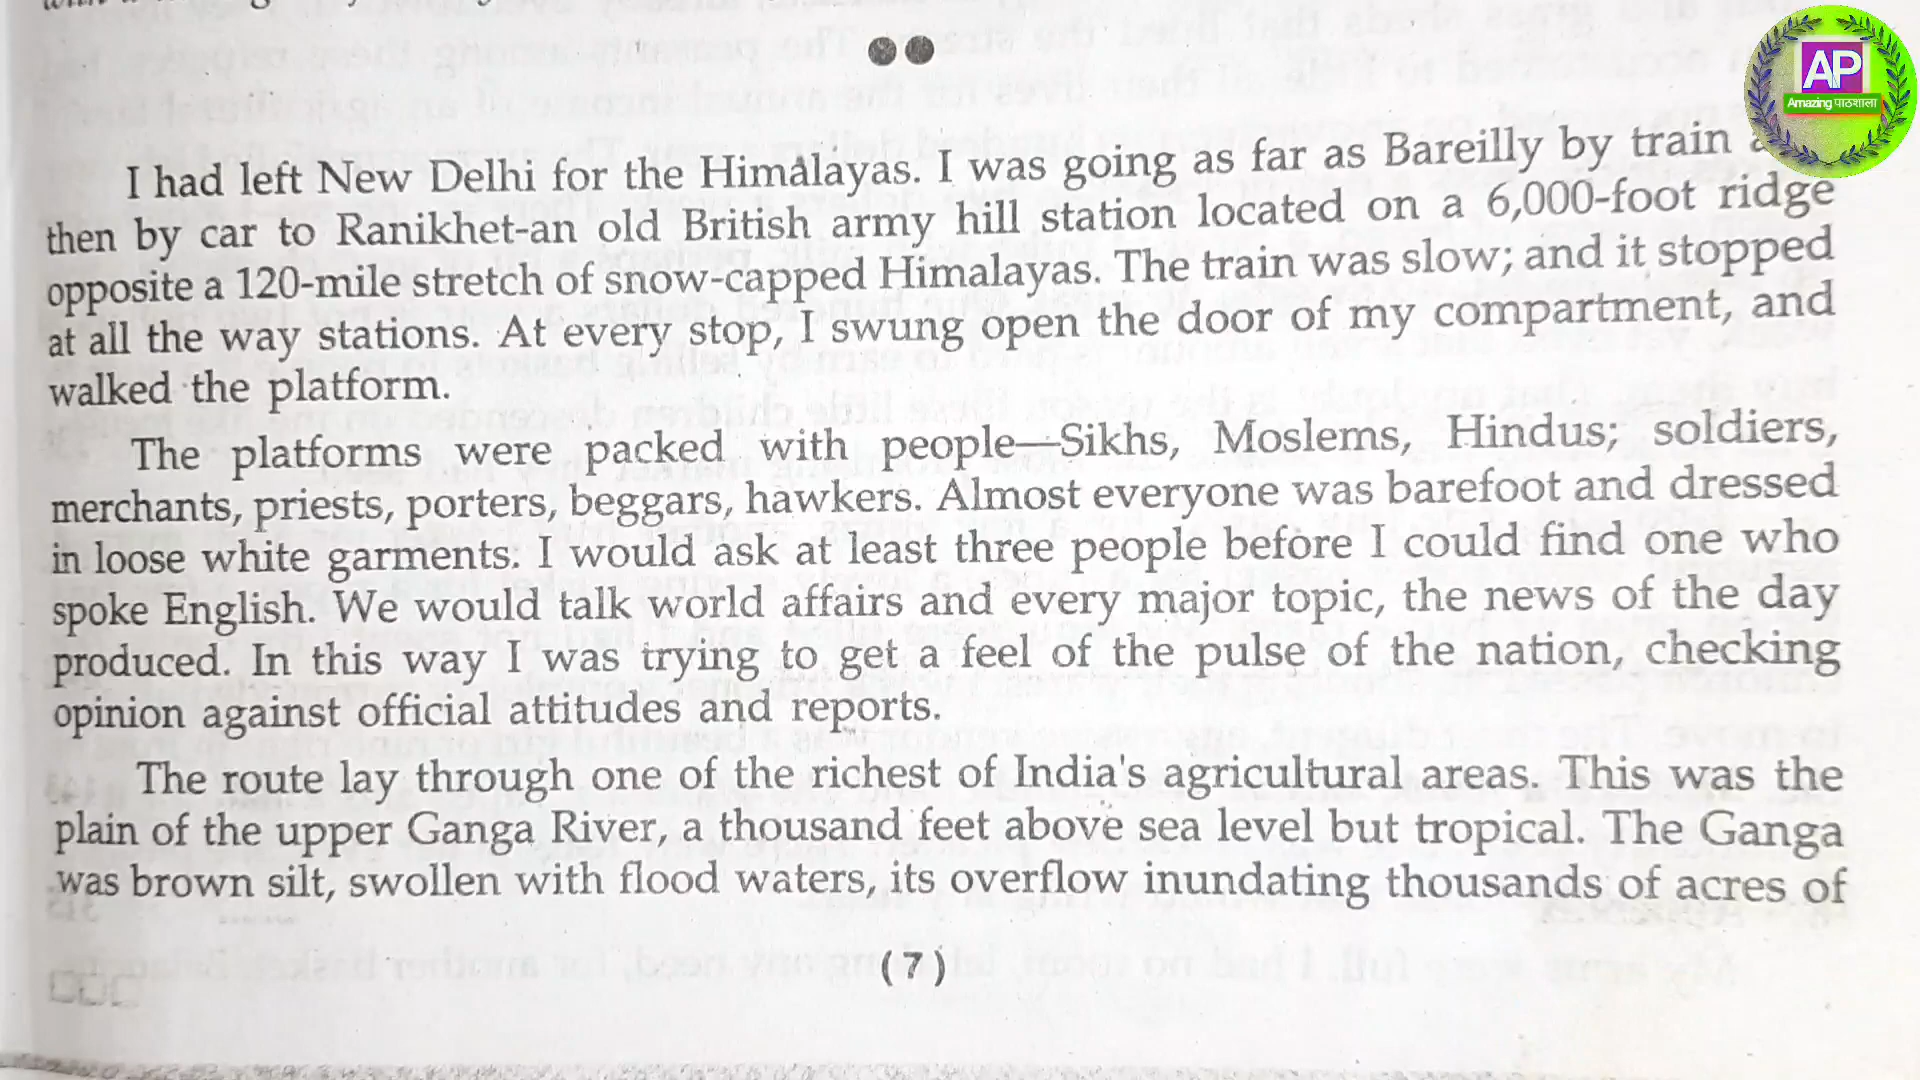 AP
Amazing पाठशाला
I had left New Delhi for the Himalayas. I was going as far as Bareilly by train
then by car to Ranikhet-an old British army hill station located on a 6,000-foot ridge
opposite a 120-mile stretch of snow-capped Himalayas. The train was slow; and it stopped
at all the way stations. At every stop, I swung open the door of my compartment, and
walked the platform.
The platforms were packed with people—Sikhs, Moslems, Hindus; soldiers,
merchants, priests, porters, beggars, hawkers. Almost everyone was barefoot and dressed
in loose white garments. I would ask at least three people before I could find one who
spoke English. We would talk world affairs and every major topic, the news of the day
produced. In this way I was trying to get a feel of the pulse of the nation, checking
opinion against official attitudes and reports.
The route lay through one of the richest of India's agricultural areas. This was the
plain of the upper Ganga River, a thousand feet above sea level but tropical. The Ganga
was brown silt, swollen with flood waters, its overflow inundating thousands of acres of
(7)